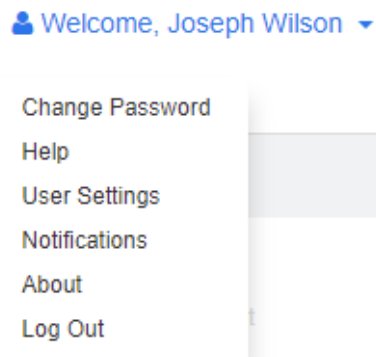 Welcome, Joseph Wilson
Change Password
Help
User Settings
Notifications
About
Log Out